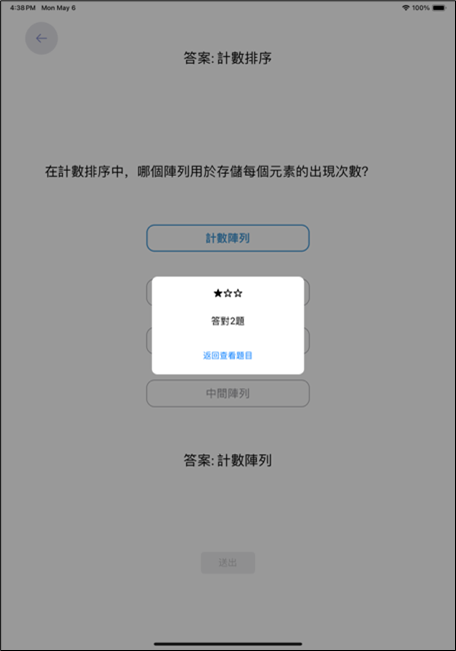 4:38 PM Mon May 6
100%
答案: 計數排序
在計數排序中，哪個陣列用於存儲每個元素的出現次數?
計數陣列
★☆☆
答對2題
返回查看題目
中間陣列
答案: 計數陣列
送出